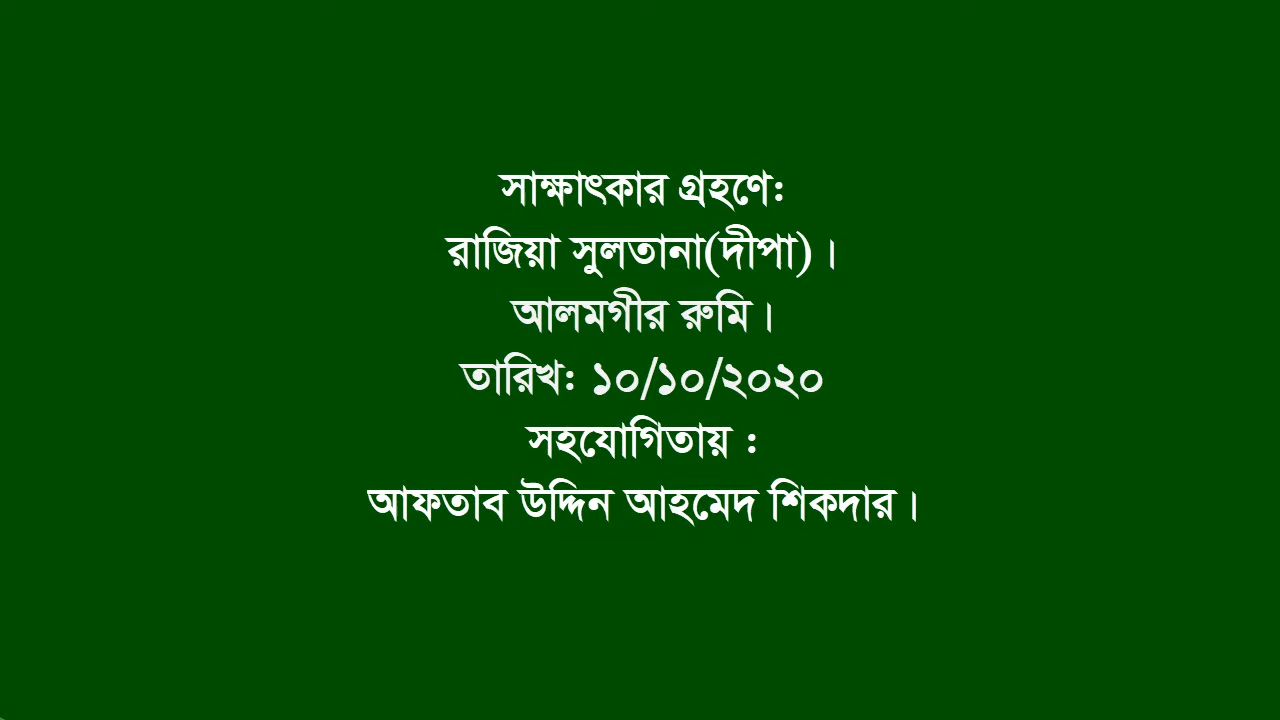 সাক্ষাৎকার গ্রহণে:
রাজিয়া সুলতানা(দীপা)।
আলমগীর রুমি।
তারিখ: ১০/১০/২০২০
সহযোগিতায় :
আফতাব উদ্দিন আহমেদ শিকদার।